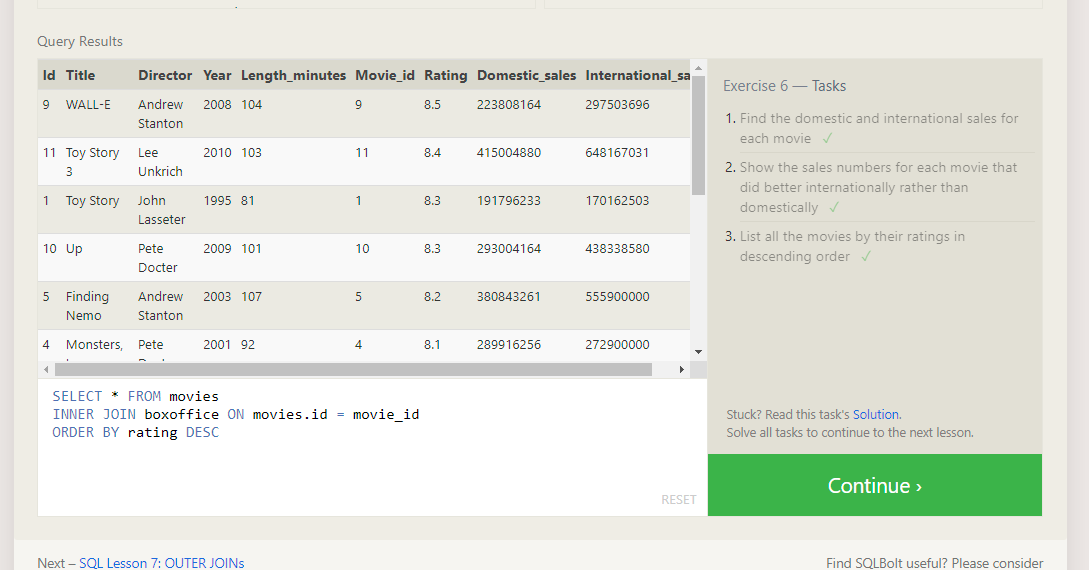 Query Results
Id Title Director Year Length_minutes Movie_id Rating Domestic_sales International_sa
9 WALL-E Andrew 2008 104 9 8.5 223808164 297503696
Stanton
11 Toy Story Lee 2010 103 11 8.4 415004880 648167031
3 Unkrich
1 Toy Story John 1995 81 1 8.3 191796233 170162503
Lasseter
10 Up Pete 2009 101 10 8.3 293004164 438338580
Docter
5 Finding Andrew 2003 107 5 8.2 380843261 555900000
Nemo Stanton
4 Monsters, Pete 2001 92 4 8.1 289916256 272900000
SELECT * FROM movies
INNER JOIN boxoffice ON movies.id = movie_id
ORDER BY rating DESC
RESET
Exercise 6 — Tasks
1. Find the domestic and international sales for
each movie ✓
2. Show the sales numbers for each movie that
did better internationally rather than
domestically ✓
3. List all the movies by their ratings in
descending order ✓
Stuck? Read this task's Solution.
Solve all tasks to continue to the next lesson.
Continue ›
Next – SQL Lesson 7: OUTER JOINs
Find SQLBolt useful? Please consider